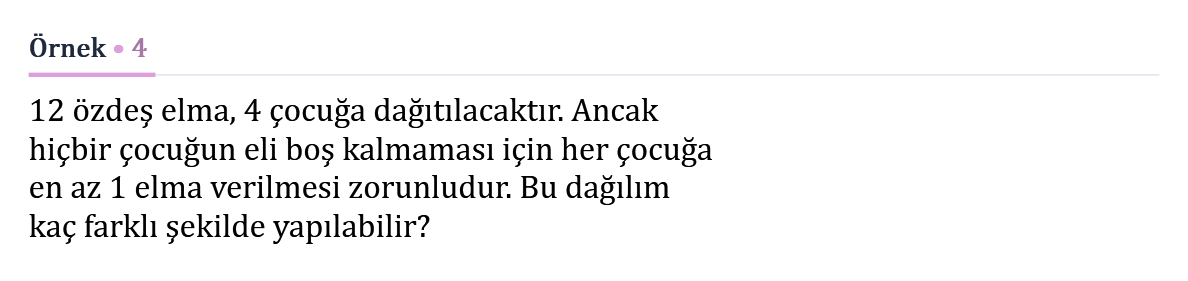 Örnek • 4
12 özdeş elma, 4 çocuğa dağıtılacaktır. Ancak
hiçbir çocuğun eli boş kalmaması için her çocuğa
en az 1 elma verilmesi zorunludur. Bu dağılım
kaç farklı şekilde yapılabilir?